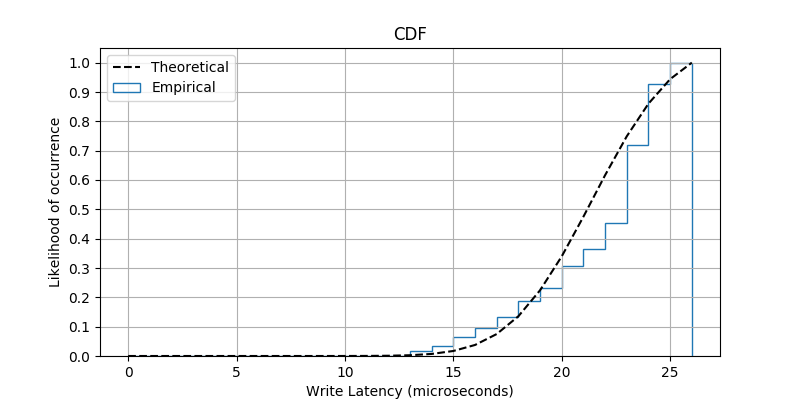 CDF
Theoretical
Empirical
Likelihood of occurrence
1.0
0.9
0.8
0.7
0.6
0.5
0.4
0.3
0.2
0.1
0.0
0 5 10 15 20 25
Write Latency (microseconds)